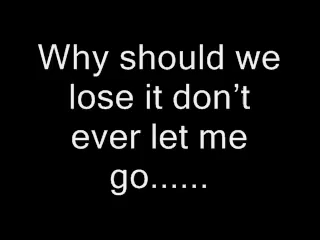 Why should we
lose it don’t
ever let me
go......